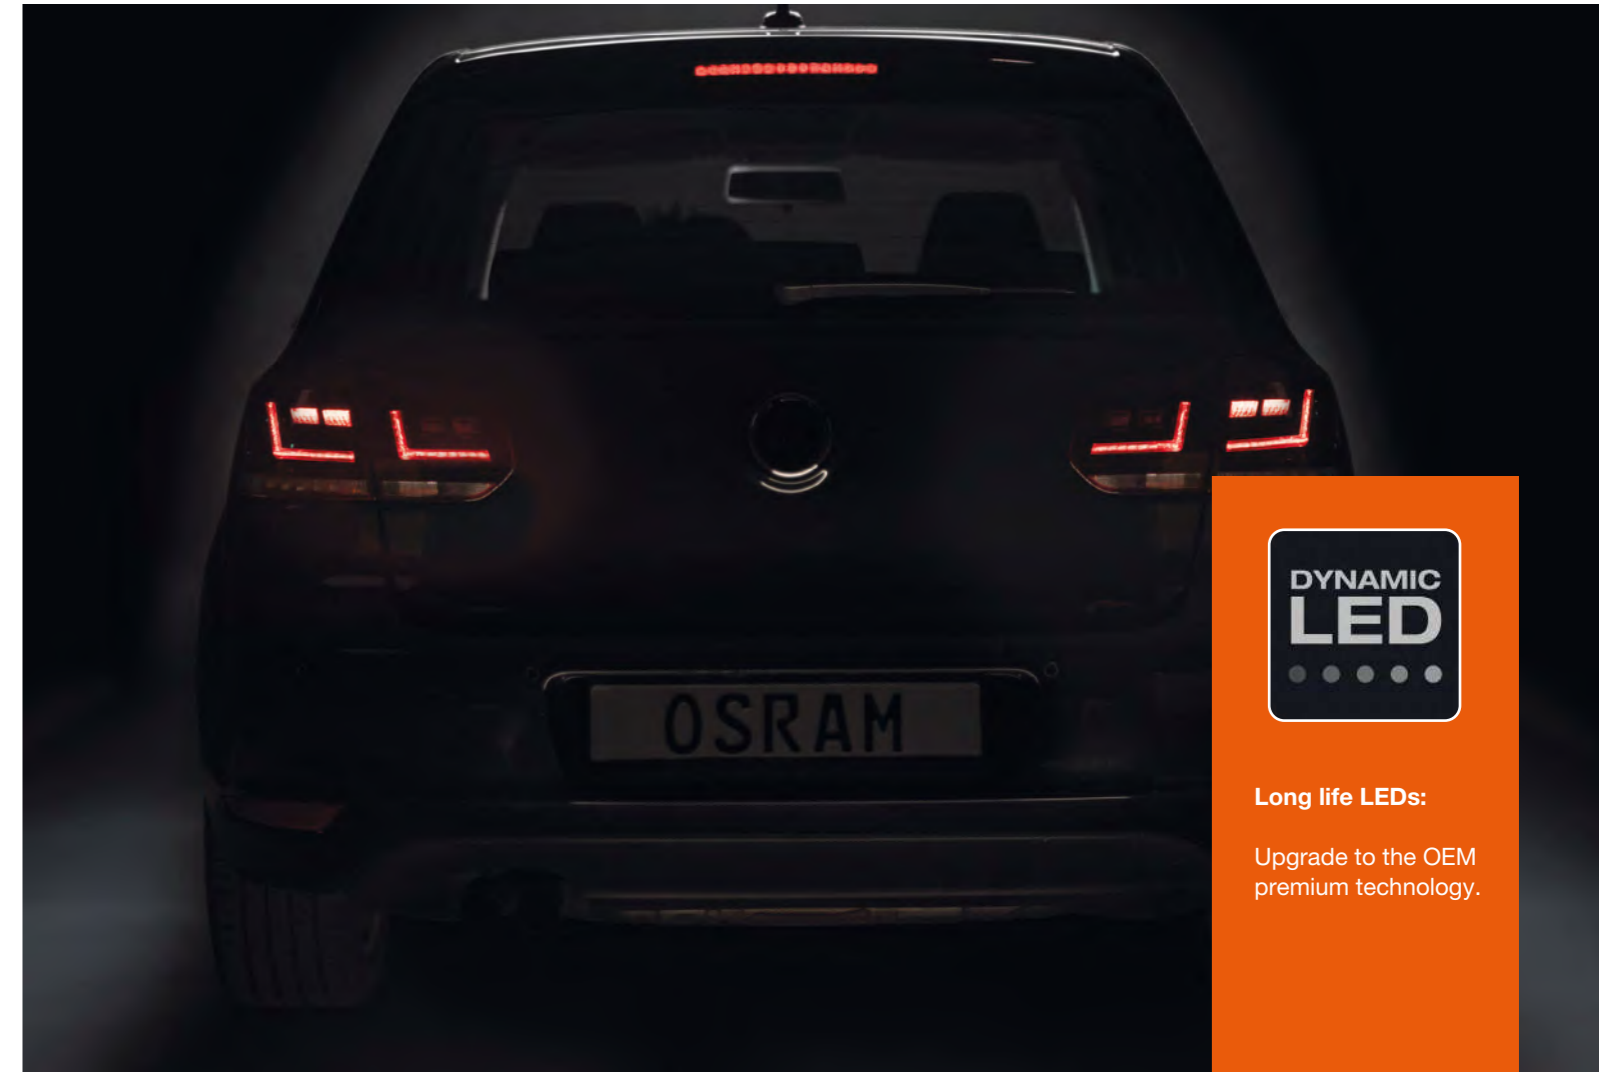 OSRAM
DYNAMIC
LED
Long life LEDs:
Upgrade to the OEM
premium technology.